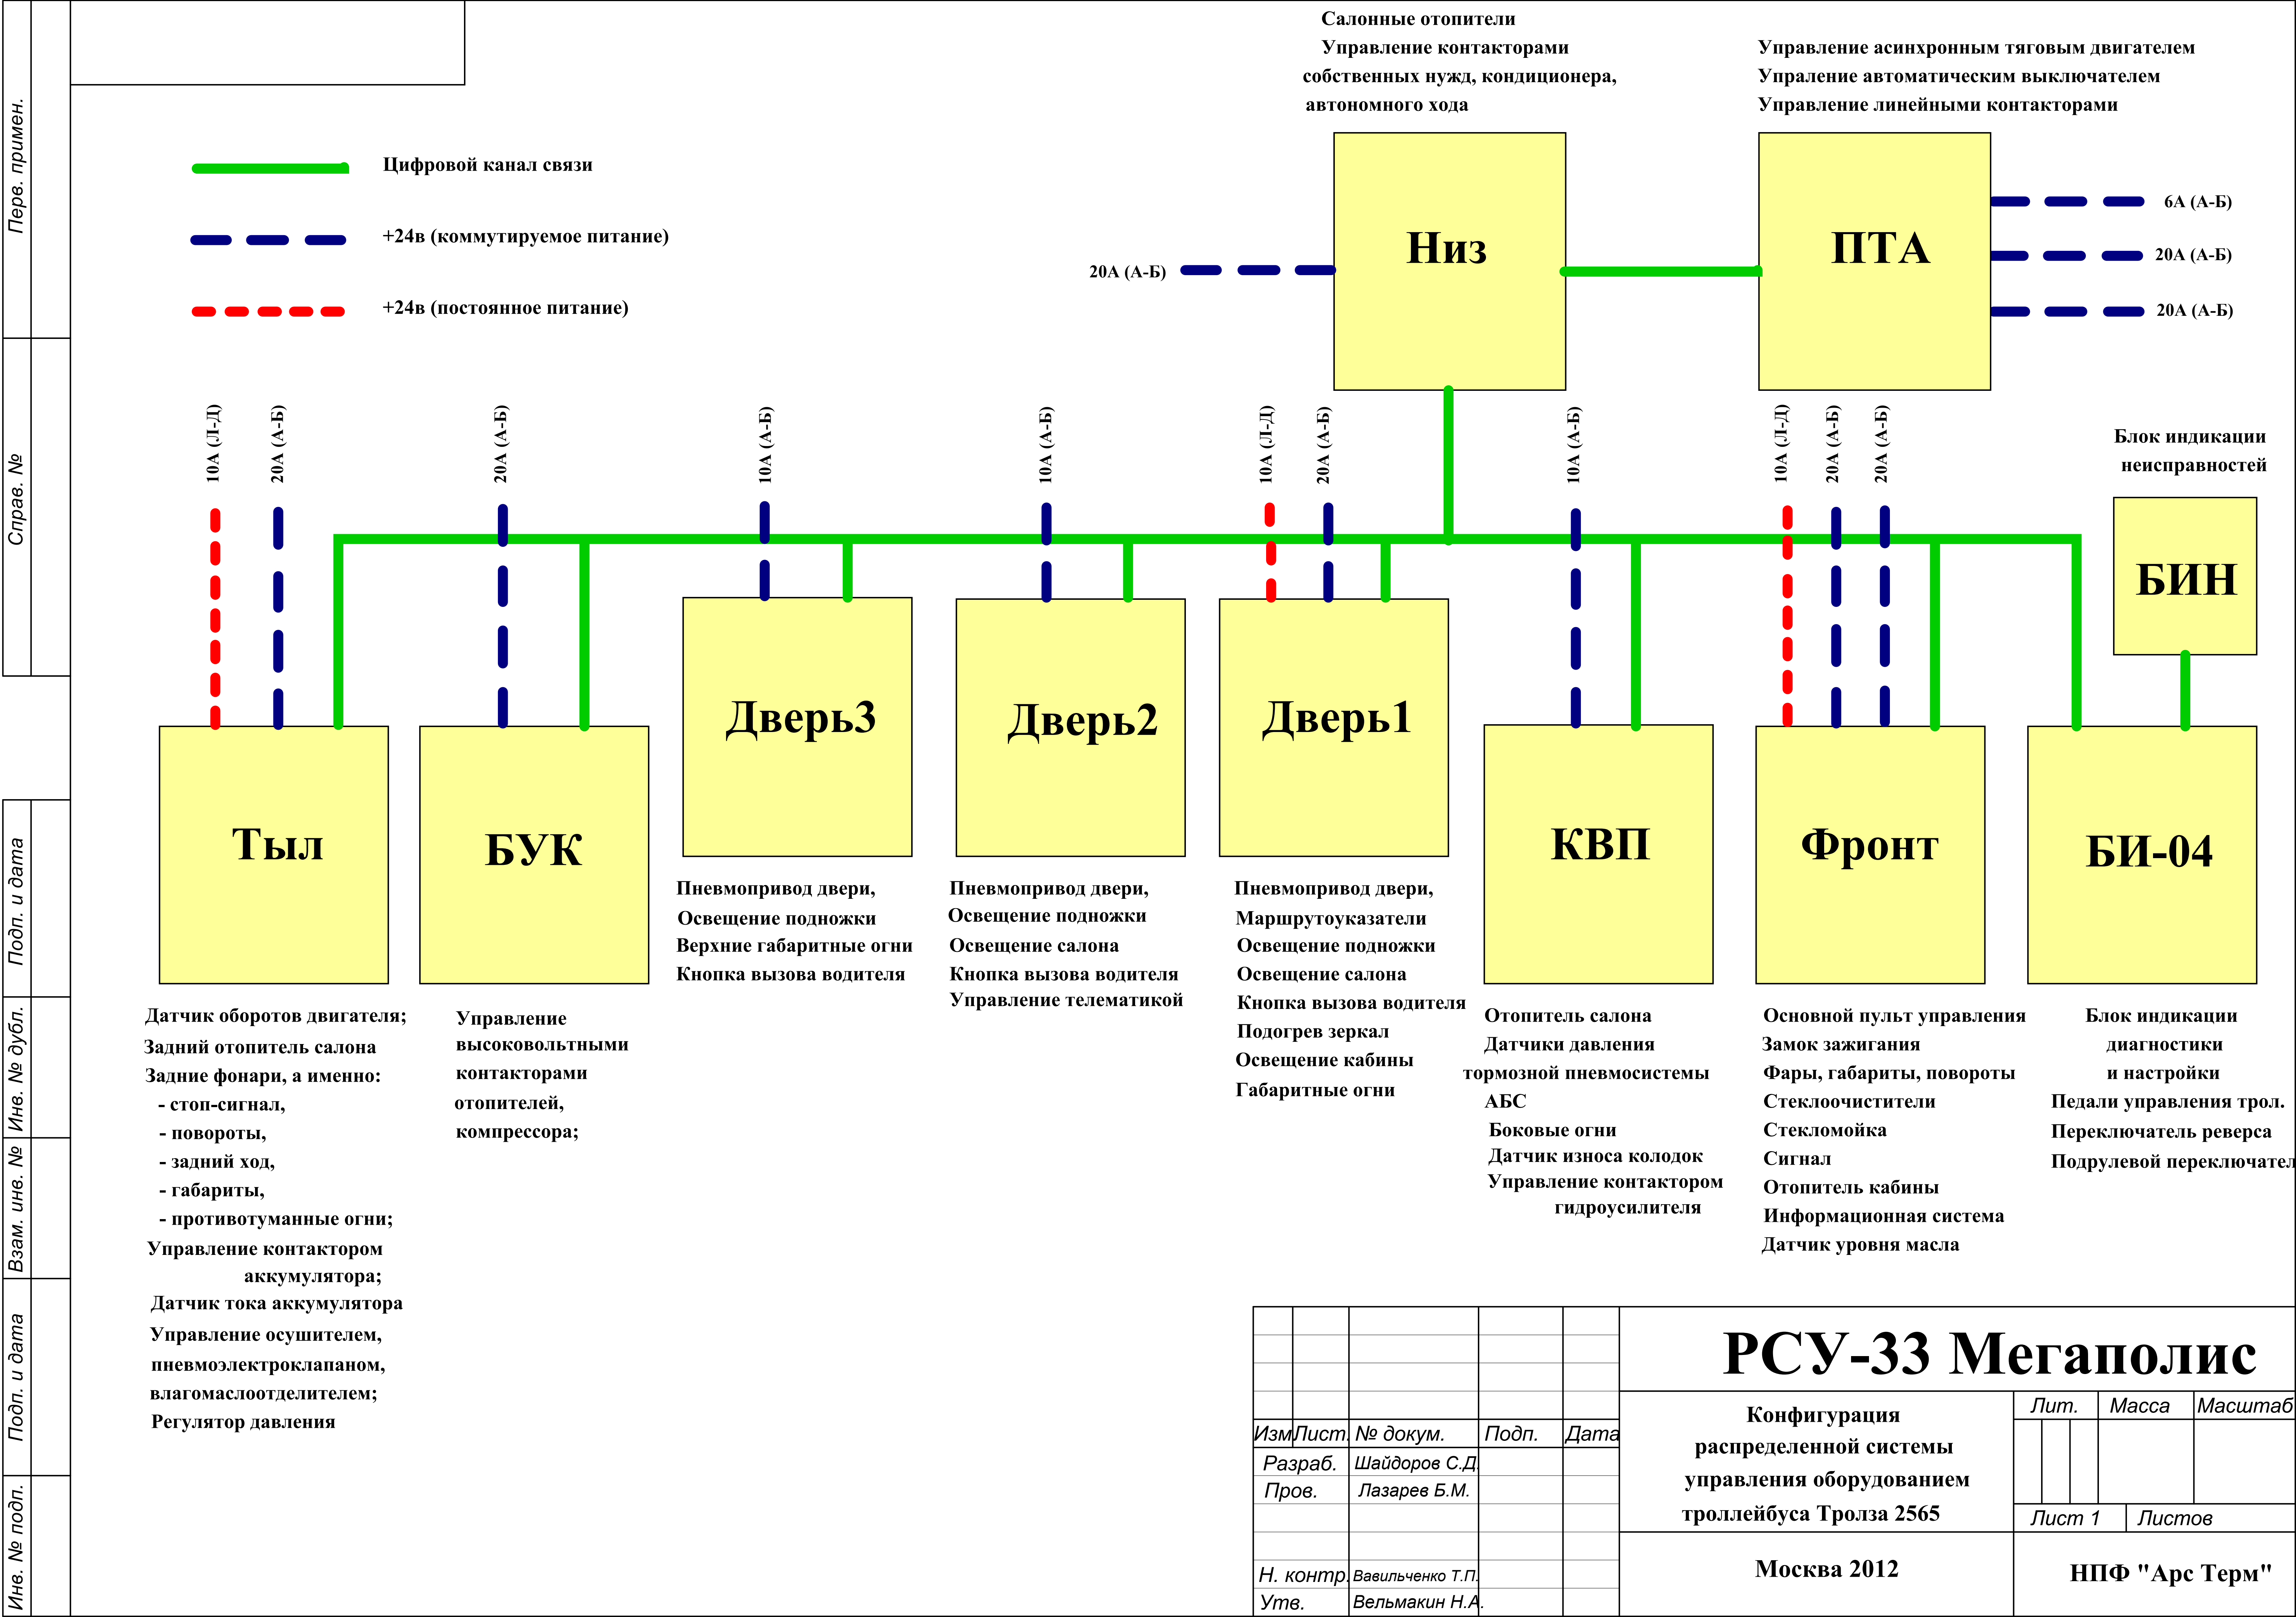 Перв. примен.
Справ. №
Подп. и дата
Инв. № дубл.
Взам. инв. №
Подп. и дата
Инв. № подп.
Цифровой канал связи
+24в (коммутируемое питание)
+24в (постоянное питание)
Салонные отопители
Управление контакторами
собственных нужд, кондиционера,
автономного хода
Управление асинхронным тяговым двигателем
Упраление автоматическим выключателем
Управление линейными контакторами
20А (А-Б)
Низ
ПТА
6А (А-Б)
20А (А-Б)
20А (А-Б)
10А (Л-Д)
20А (А-Б)
20А (А-Б)
10А (А-Б)
10А (А-Б)
10А (Л-Д)
20А (А-Б)
10А (А-Б)
10А (Л-Д)
20А (А-Б)
20А (А-Б)
Блок индикации
неисправностей
БИН
Тыл
БУК
Дверь3
Дверь2
Дверь1
КВП
Фронт
БИ-04
Датчик оборотов двигателя;
Задний отопитель салона
Задние фонари, а именно:
- стоп-сигнал,
- повороты,
- задний ход,
- габариты,
- противотуманные огни;
Управление контактором
аккумулятора;
Датчик тока аккумулятора
Управление осушителем,
пневмоэлектроклапаном,
влагомаслоотделителем;
Регулятор давления
Управление
высоковольтными
контакторами
отопителей,
компрессора;
Пневмопривод двери,
Освещение подножки
Верхние габаритные огни
Кнопка вызова водителя
Пневмопривод двери,
Освещение подножки
Освещение салона
Кнопка вызова водителя
Управление телематикой
Пневмопривод двери,
Маршрутоуказатели
Освещение подножки
Освещение салона
Кнопка вызова водителя
Подогрев зеркал
Освещение кабины
Габаритные огни
Отопитель салона
Датчики давления
тормозной пневмосистемы
АБС
Боковые огни
Датчик износа колодок
Управление контактором
гидроусилителя
Основной пульт управления
Замок зажигания
Фары, габариты, повороты
Стеклоочистители
Стекломойка
Сигнал
Отопитель кабины
Информационная система
Датчик уровня масла
Блок индикации
диагностики
и настройки
Педали управления трол.
Переключатель реверса
Подрулевой переключател
РСУ-33 Мегаполис
Конфигурация
распределенной системы
управления оборудованием
троллейбуса Тролза 2565
Москва 2012
Лит. Масса Масштаб
Лист 1 Листов
НПФ "Арс Терм"
Изм Лист. № докум. Подп. Дата
Разраб. Шайдоров С.Д.
Пров. Лазарев Б.М.
Н. контр. Вавильченко Т.П.
Утв. Вельмакин Н.А.